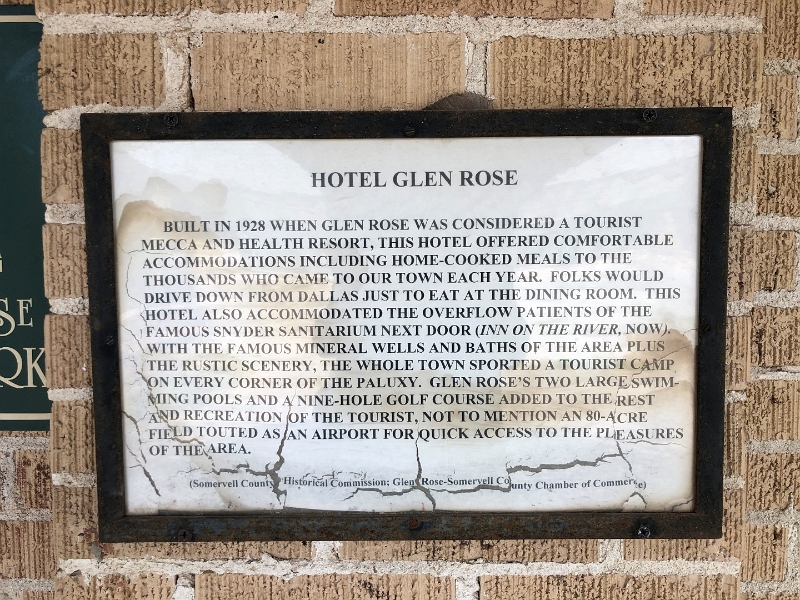 HOTEL GLEN ROSE
BUILT IN 1928 WHEN GLEN ROSE WAS CONSIDERED A TOURIST
MECCA AND HEALTH RESORT, THIS HOTEL OFFERED COMFORTABLE
ACCOMMODATIONS INCLUDING HOME-COOKED MEALS TO THE
THOUSANDS WHO CAME TO OUR TOWN EACH YEAR. FOLKS WOULD
DRIVE DOWN FROM DALLAS JUST TO EAT AT THE DINING ROOM. THIS
HOTEL ALSO ACCOMMODATED THE OVERFLOW PATIENTS OF THE
FAMOUS SNYDER SANITARIUM NEXT DOOR (INN ON THE RIVER, NOW).
WITH THE FAMOUS MINERAL WELLS AND BATHS OF THE AREA PLUS
THE RUSTIC SCENERY, THE WHOLE TOWN SPORTED A TOURIST CAMP
ON EVERY CORNER OF THE PALUXY. GLEN ROSE'S TWO LARGE SWIM-
MING POOLS AND A NINE-HOLE GOLF COURSE ADDED TO THE REST
AND RECREATION OF THE TOURIST, NOT TO MENTION AN 80-ACRE
FIELD TOUTED AS AN AIRPORT FOR QUICK ACCESS TO THE PLEASURES
OF THE AREA.
(Somervell County Historical Commission; Glen Rose-Somervell County Chamber of Commerce)